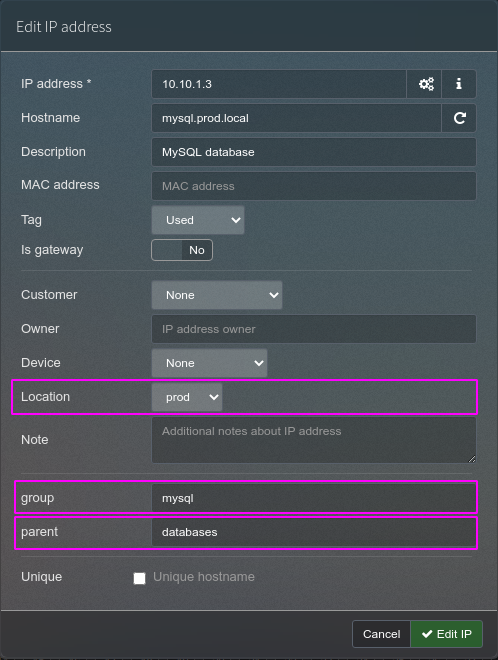 Edit IP address
IP address * 10.10.1.3
Hostname mysql.prod.local
Description MySQL database
MAC address MAC address
Tag Used
Is gateway No
Customer None
Owner IP address owner
Device None
Location prod
Note Additional notes about IP address
group mysql
parent databases
Unique Unique hostname
Cancel Edit IP